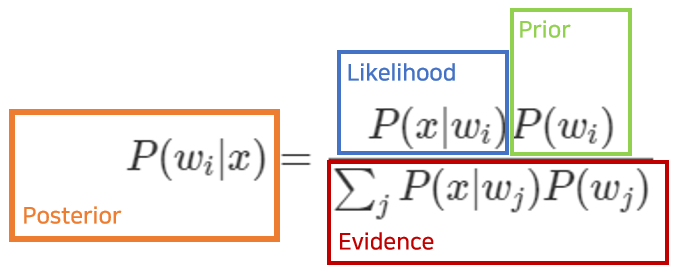 Prior
Likelihood
P(x|w_i)P(w_i)
P(w_i|x) =
∑_j P(x|w_j)P(w_j)
Posterior
Evidence